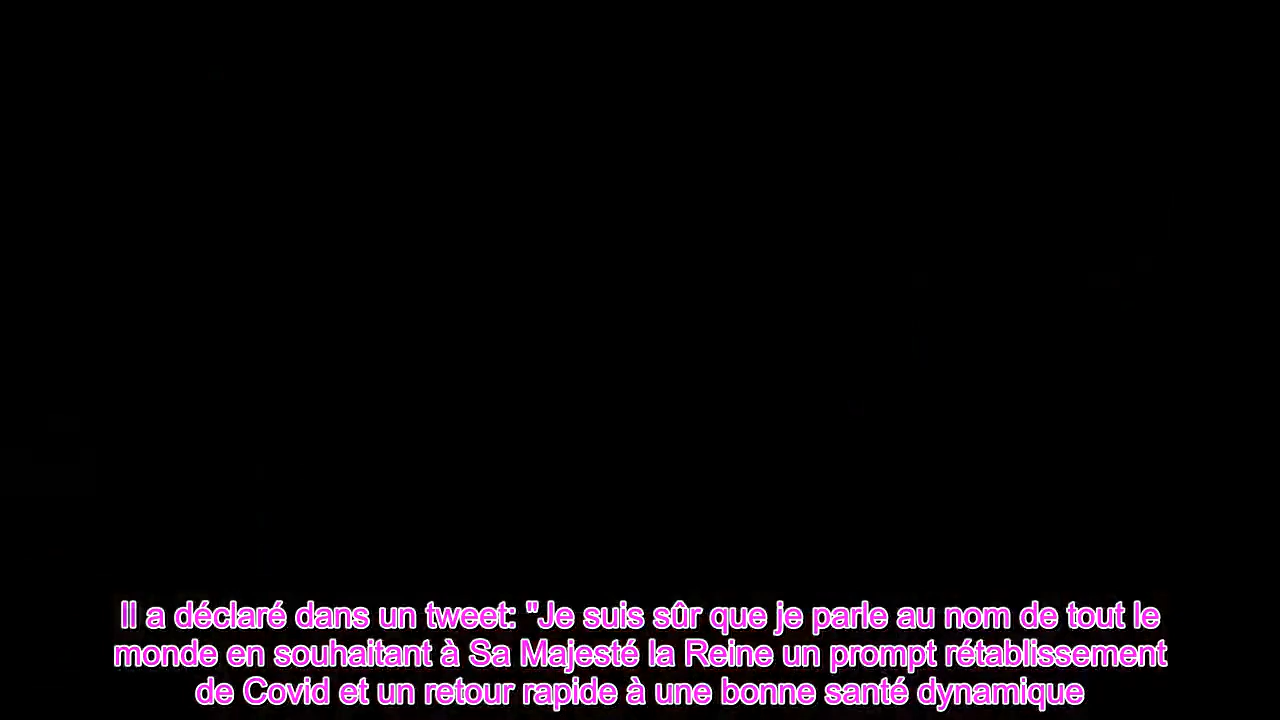 Il a déclaré dans un tweet: "Je suis sûr que je parle au nom de tout le
monde en souhaitant à Sa Majesté la Reine un prompt rétablissement
de Covid et un retour rapide à une bonne santé dynamique